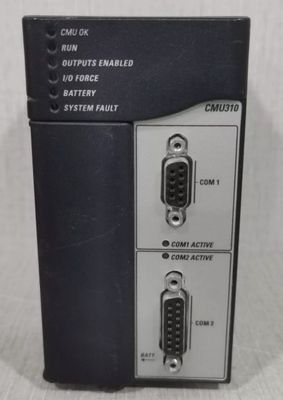 CMU OK
RUN
OUTPUTS ENABLED
I/O FORCE
BATTERY
SYSTEM FAULT
CMU310
COM 1
COM1 ACTIVE
COM2 ACTIVE
COM 2
BATT